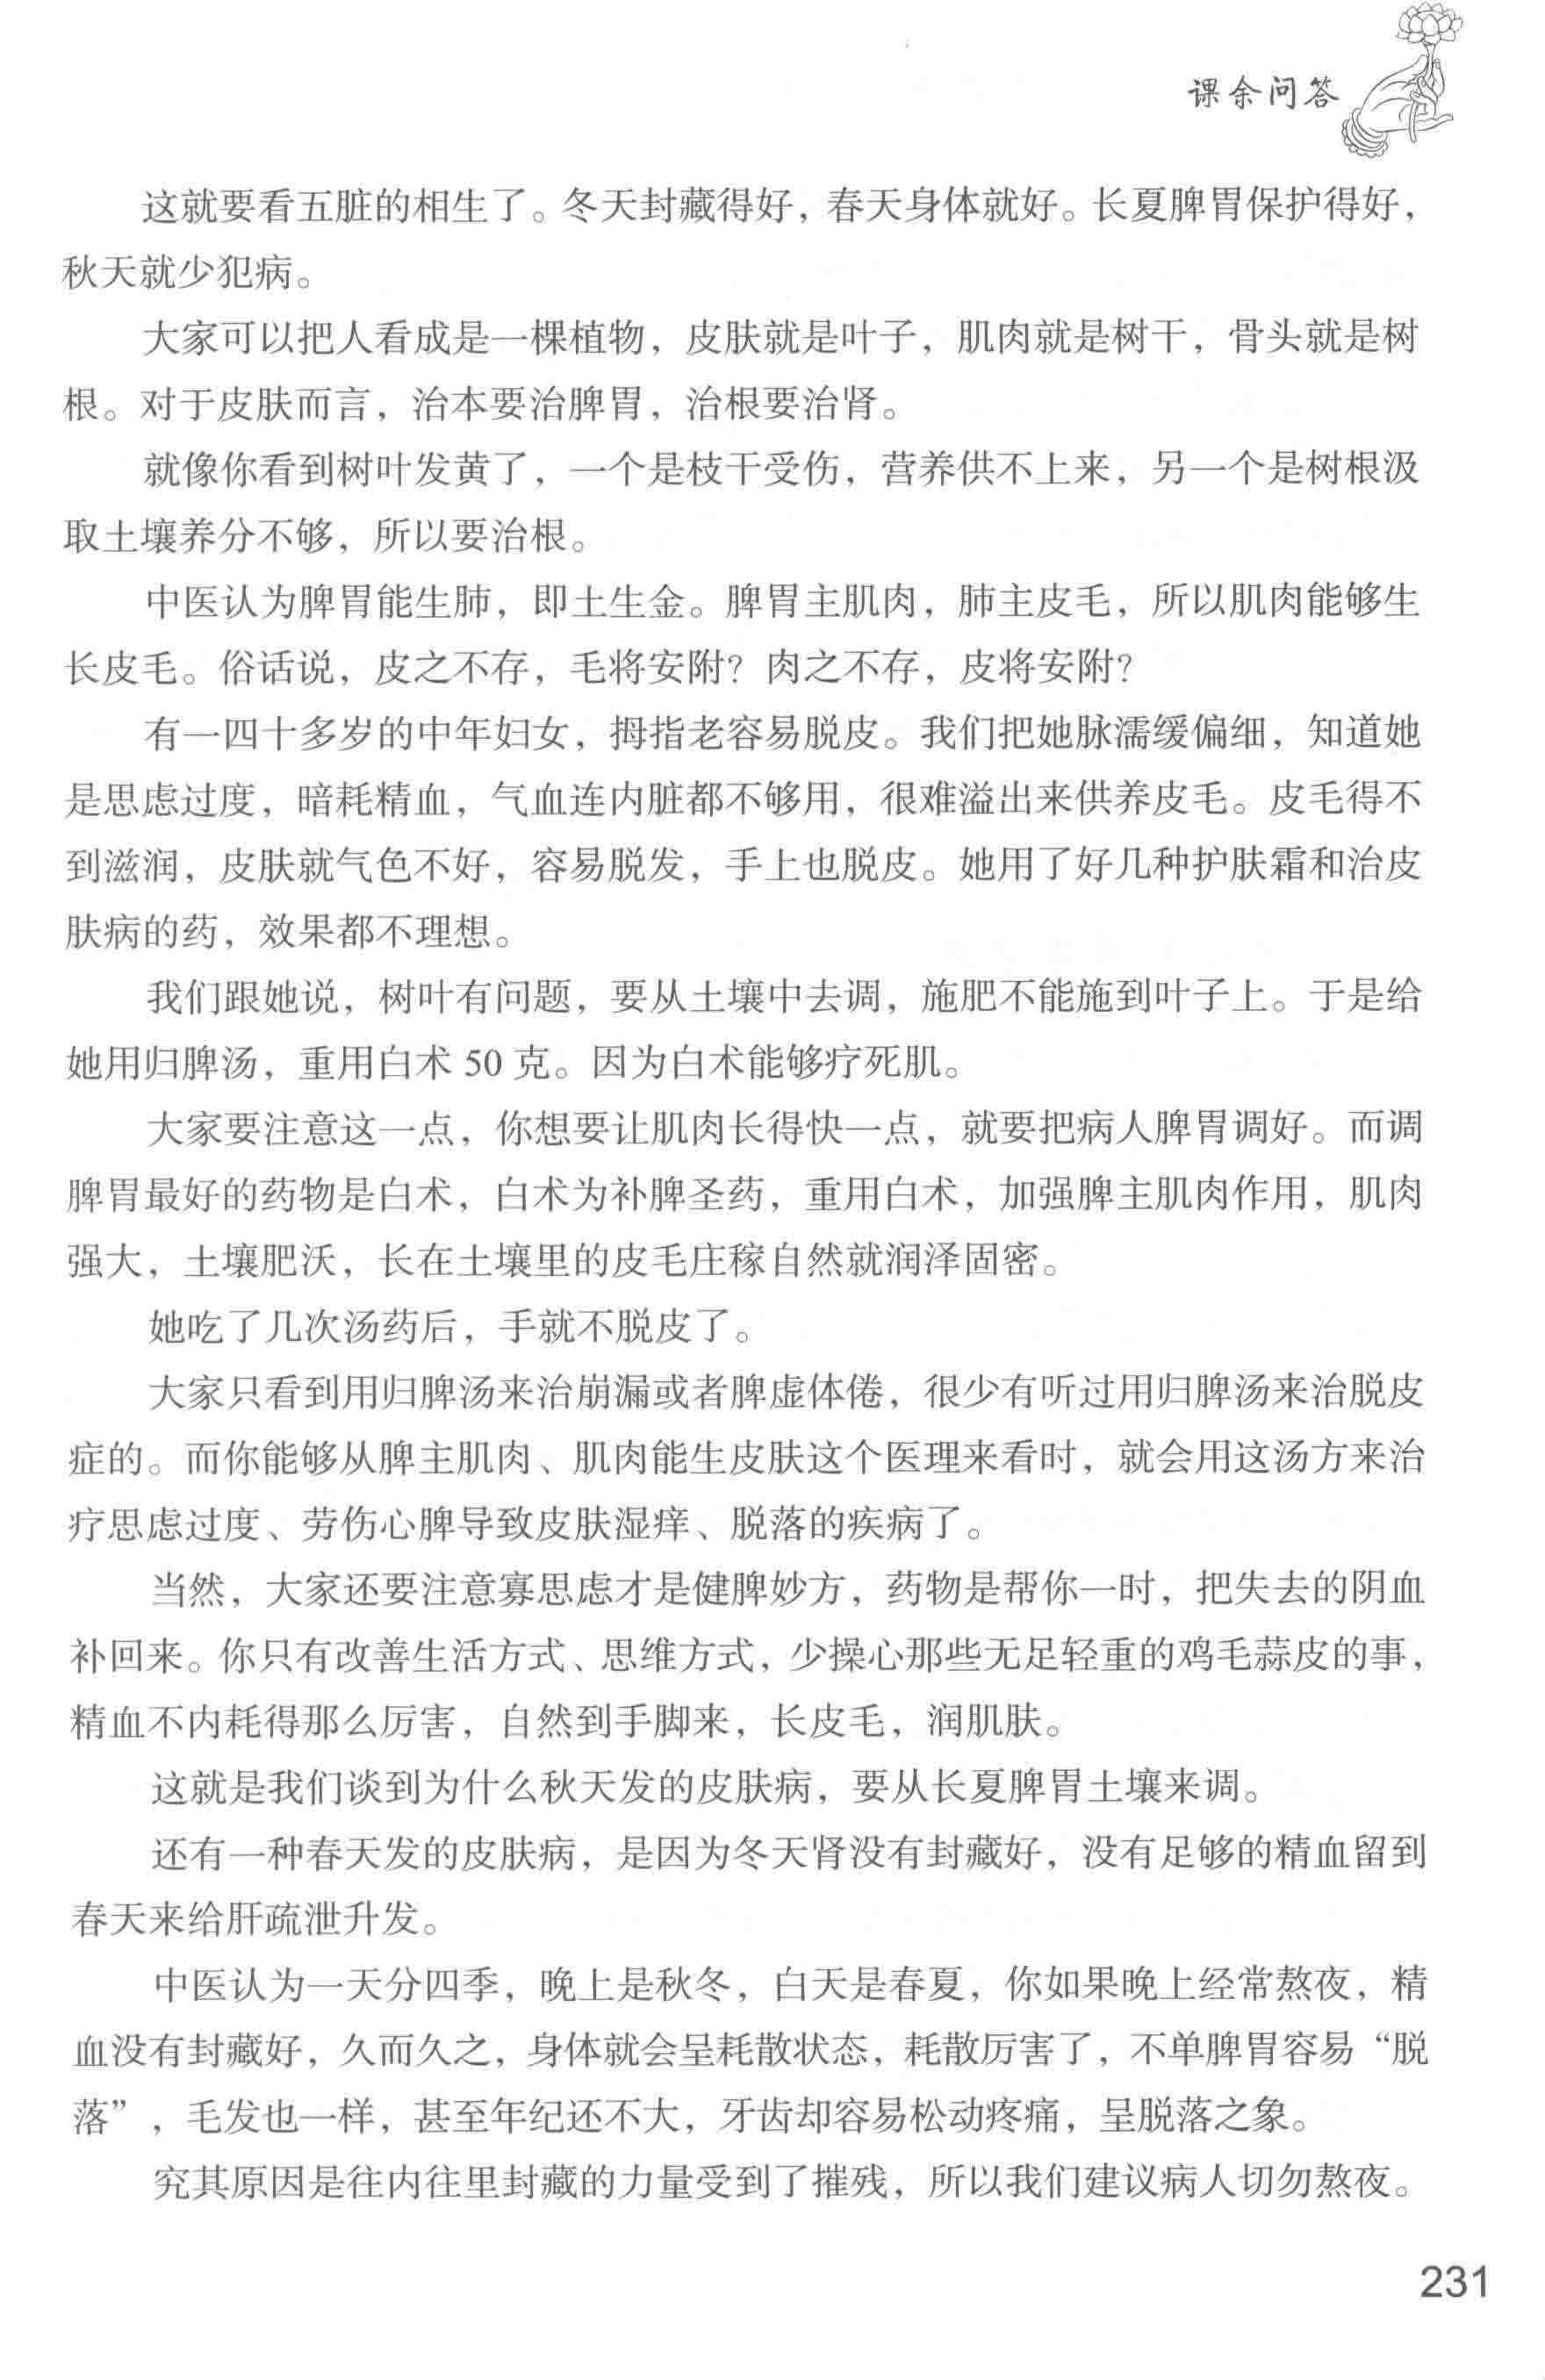 课余问答
这就要看五脏的相生了。冬天封藏得好，春天身体就好。长夏脾胃保护得好，
秋天就少犯病。
大家可以把人看成是一棵植物，皮肤就是叶子，肌肉就是树干，骨头就是树
根。对于皮肤而言，治本要治脾胃，治根要治肾。
就像你看到树叶发黄了，一个是枝干受伤，营养供不上来，另一个是树根汲
取土壤养分不够，所以要治根。
中医认为脾胃能生肺，即土生金。脾胃主肌肉，肺主皮毛，所以肌肉能够生
长皮毛。俗话说，皮之不存，毛将安附？肉之不存，皮将安附？
有一四十多岁的中年妇女，拇指老容易脱皮。我们把她脉濡缓偏细，知道她
是思虑过度，暗耗精血，气血连内脏都不够用，很难溢出来供养皮毛。皮毛得不
到滋润，皮肤就气色不好，容易脱发，手上也脱皮。她用了好几种护肤霜和治皮
肤病的药，效果都不理想。
我们跟她说，树叶有问题，要从土壤中去调，施肥不能施到叶子上。于是给
她用归脾汤，重用白术 50 克。因为白术能够疗死肌。
大家要注意这一点，你想要让肌肉长得快一点，就要把病人脾胃调好。而调
脾胃最好的药物是白术，白术为补脾圣药，重用白术，加强脾主肌肉作用，肌肉
强大，土壤肥沃，长在土壤里的皮毛庄稼自然就润泽固密。
她吃了几次汤药后，手就不脱皮了。
大家只看到用归脾汤来治崩漏或者脾虚体倦，很少有听过用归脾汤来治脱皮
症的。而你能够从脾主肌肉、肌肉能生皮肤这个医理来看时，就会用这汤方来治
疗思虑过度、劳伤心脾导致皮肤湿痒、脱落的疾病了。
当然，大家还要注意寡思虑才是健脾妙方，药物是帮你一时，把失去的阴血
补回来。你只有改善生活方式、思维方式，少操心那些无足轻重的鸡毛蒜皮的事，
精血不内耗得那么厉害，自然到手脚来，长皮毛，润肌肤。
这就是我们谈到为什么秋天发的皮肤病，要从长夏脾胃土壤来调。
还有一种春天发的皮肤病，是因为冬天肾没有封藏好，没有足够的精血留到
春天来给肝疏泄升发。
中医认为一天分四季，晚上是秋冬，白天是春夏，你如果晚上经常熬夜，精
血没有封藏好，久而久之，身体就会呈耗散状态，耗散厉害了，不单脾胃容易“脱
落”，毛发也一样，甚至年纪还不大，牙齿却容易松动疼痛，呈脱落之象。
究其原因是往内往里封藏的力量受到了摧残，所以我们建议病人切勿熬夜。
231